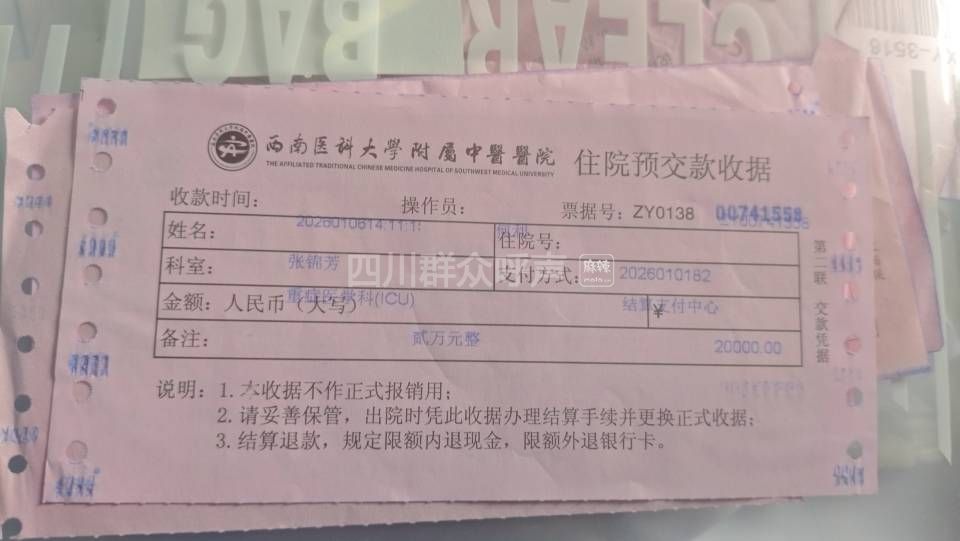 CLEAR BAG
XY-3518
西南医科大學附屬中醫醫院 住院预交款收据
THE AFFILIATED TRADITIONAL CHINESE MEDICINE HOSPITAL OF SOUTHWEST MEDICAL UNIVERSITY
收款时间： 操作员： 票据号：ZY0138 00741558
姓名： 2026010614:11:1 住院号：
科室： 张锦芳 支付方式： 2026010182
金额：人民币（大写） 重症医学科(ICU) 结算支付中心 ¥
备注： 贰万元整 20000.00
第二联 交款凭据
说明：1. 本收据不作正式报销用；
2. 请妥善保管，出院时凭此收据办理结算手续并更换正式收据；
3. 结算退款，规定限额内退现金，限额外退银行卡。
四川群众呼声 麻辣